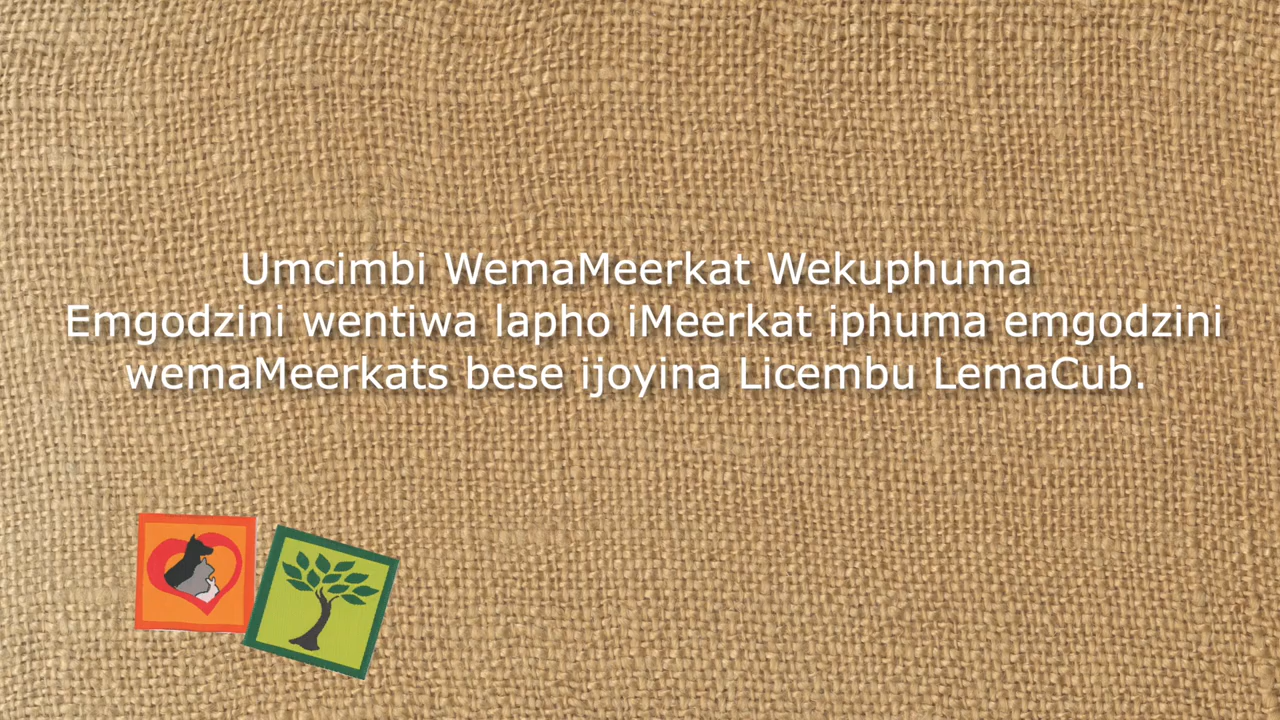 Umcimbi WemaMeerkat Wekuphuma
Emgodzini wentiwa lapho iMeerkat iphuma emgodzini
wemaMeerkats bese ijoyina Licembu LemaCub.